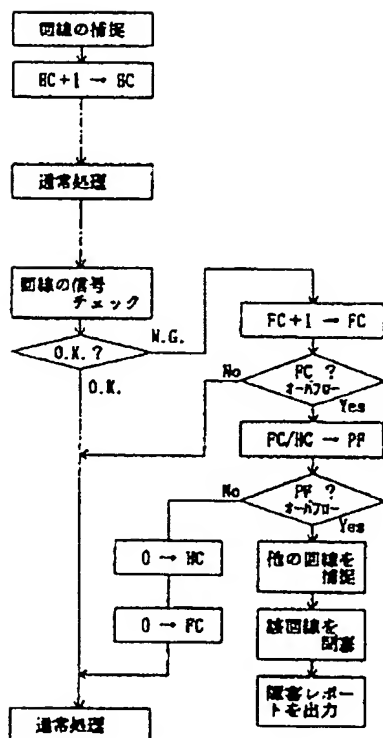 回線の捕捉
HC+1 → HC
通常処理
回線の信号
チェック
O.K.?
N.G.
O.K.
FC+1 → FC
FC ?
オーバフロー
No
Yes
FC/HC → PF
PF ?
オーバフロー
No
Yes
0 → HC
0 → FC
他の回線を
捕捉
該回線を
閉塞
障害レポー
トを出力
通常処理